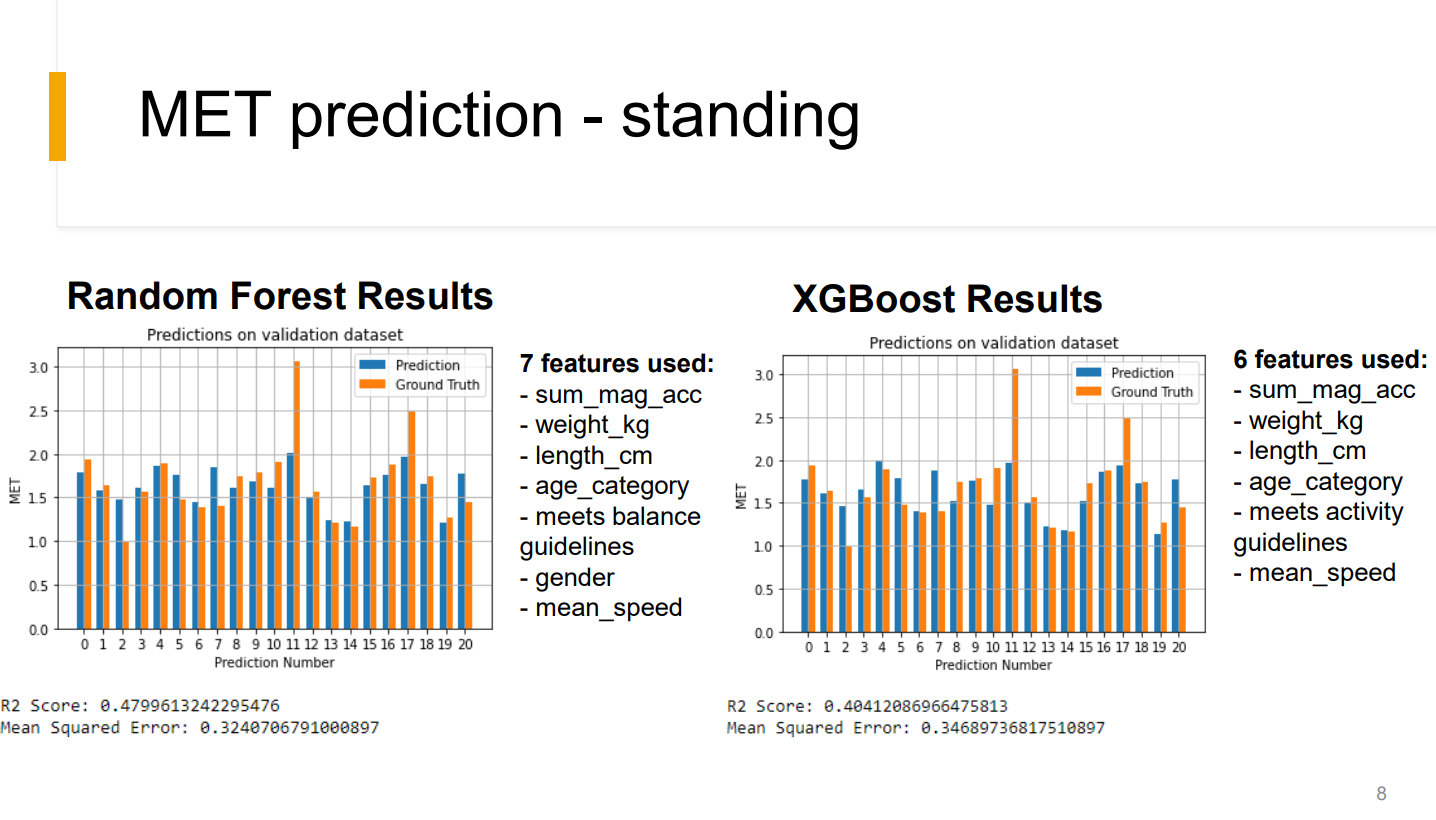 MET prediction - standing
Random Forest Results
Predictions on validation dataset
Prediction
Ground Truth
3.0
2.5
2.0
1.5
1.0
0.5
0.0
MET
0 1 2 3 4 5 6 7 8 9 10 11 12 13 14 15 16 17 18 19 20
Prediction Number
7 features used:
- sum_mag_acc
- weight_kg
- length_cm
- age_category
- meets balance
guidelines
- gender
- mean_speed
R2 Score: 0.4799613242295476
Mean Squared Error: 0.3240706791000897
XGBoost Results
Predictions on validation dataset
Prediction
Ground Truth
3.0
2.5
2.0
1.5
1.0
0.5
0.0
MET
0 1 2 3 4 5 6 7 8 9 10 11 12 13 14 15 16 17 18 19 20
Prediction Number
6 features used:
- sum_mag_acc
- weight_kg
- length_cm
- age_category
- meets activity
guidelines
- mean_speed
R2 Score: 0.40412086966475813
Mean Squared Error: 0.34689736817510897
8